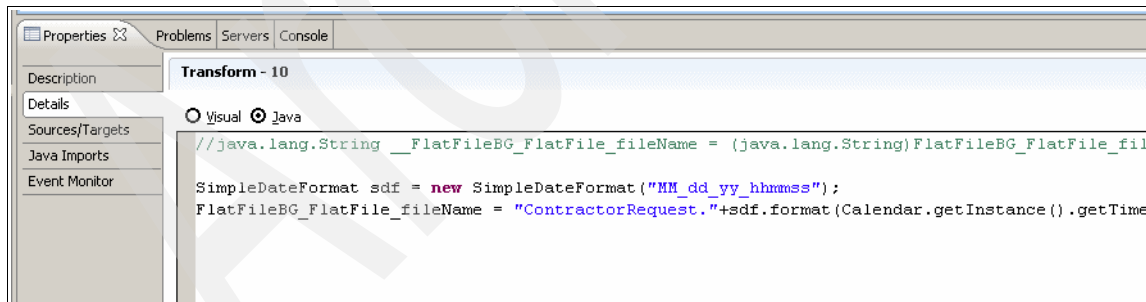 Properties Problems Servers Console
Description
Details
Sources/Targets
Java Imports
Event Monitor
Transform - 10
Visual Java
//java.lang.String __FlatFileBG_FlatFile_fileName = (java.lang.String)FlatFileBG_FlatFile_fil
SimpleDateFormat sdf = new SimpleDateFormat("MM_dd_yy_hhmmss");
FlatFileBG_FlatFile_fileName = "ContractorRequest."+sdf.format(Calendar.getInstance().getTime